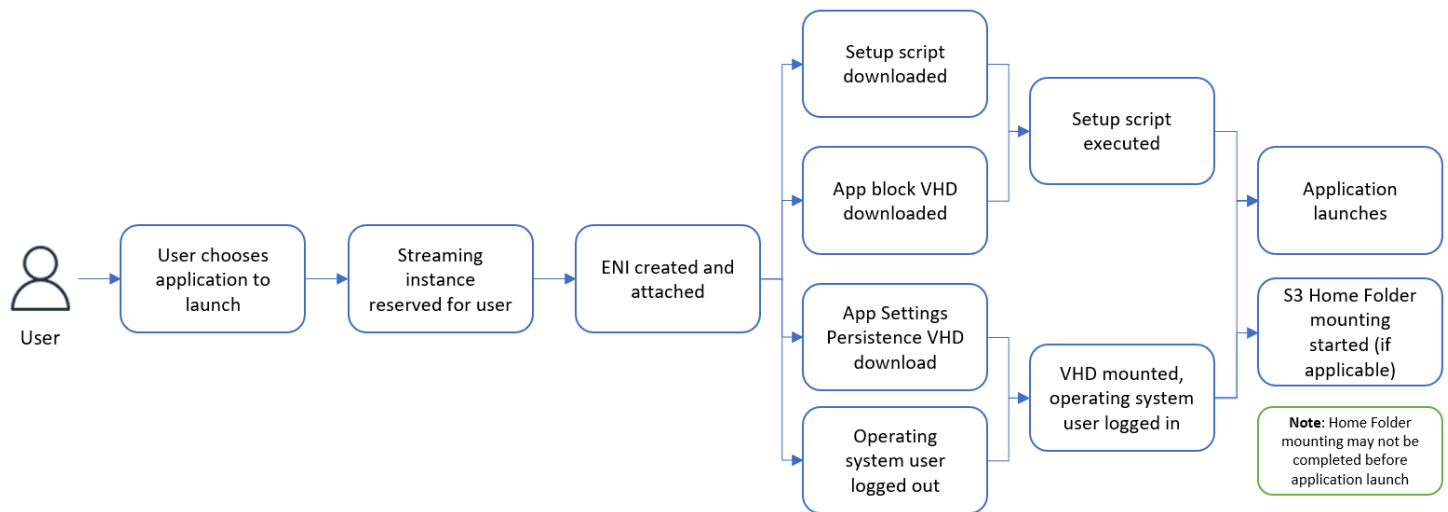 User
User chooses
application to
launch
Streaming
instance
reserved for user
ENI created and
attached
Setup script
downloaded
App block VHD
downloaded
App Settings
Persistence VHD
download
Operating
system user
logged out
Setup script
executed
VHD mounted,
operating system
user logged in
Application
launches
S3 Home Folder
mounting
started (if
applicable)
Note: Home Folder
mounting may not be
completed before
application launch